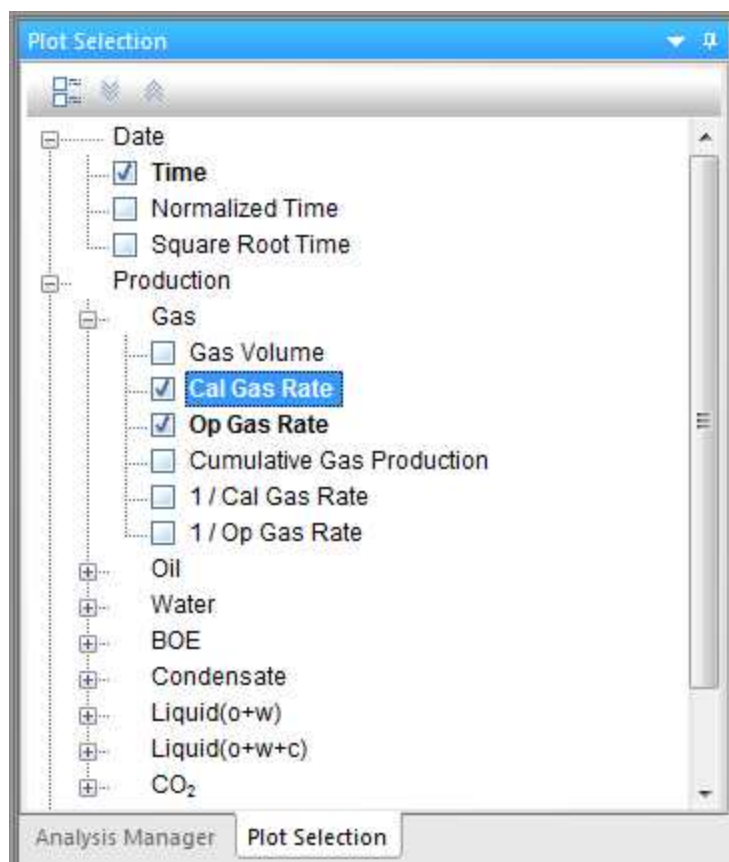 Plot Selection
Date
Time
Normalized Time
Square Root Time
Production
Gas
Gas Volume
Cal Gas Rate
Op Gas Rate
Cumulative Gas Production
1 / Cal Gas Rate
1 / Op Gas Rate
Oil
Water
BOE
Condensate
Liquid(o+w)
Liquid(o+w+c)
CO₂
Analysis Manager Plot Selection